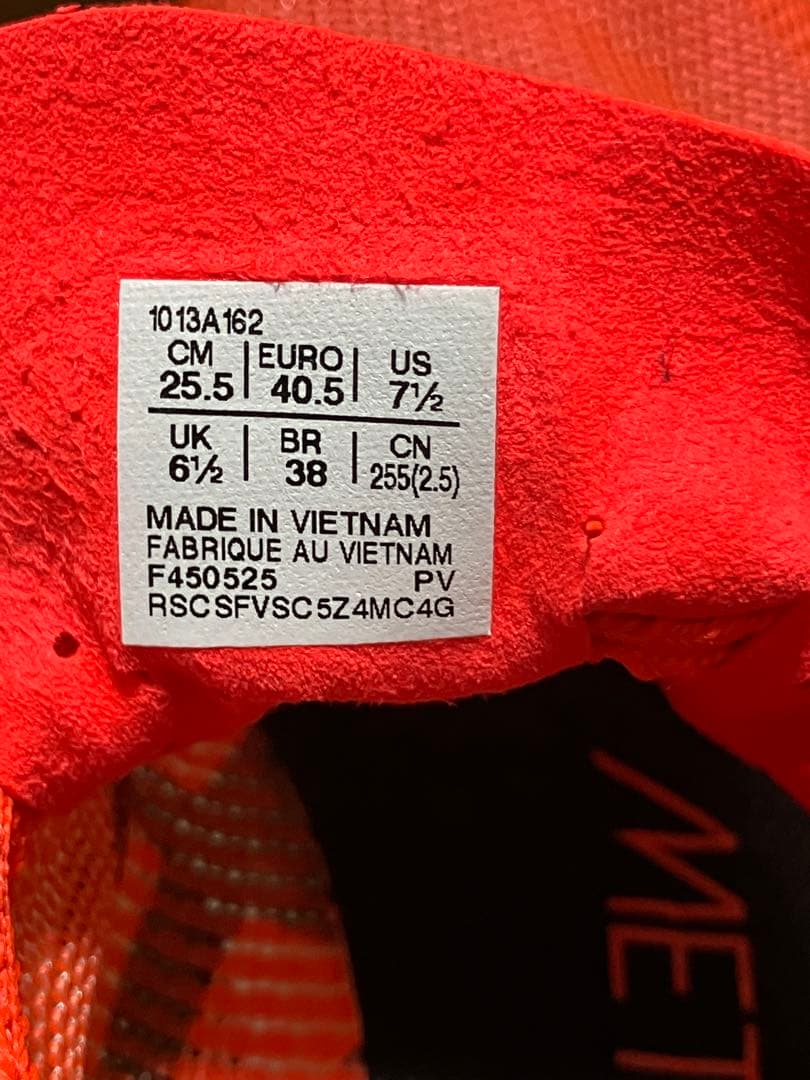 1013A162
CM | EURO | US
25.5 | 40.5 | 7½
UK | BR | CN
6½ | 38 | 255(2.5)
MADE IN VIETNAM
FABRIQUE AU VIETNAM
F450525 PV
RSCSFVSC5Z4MC4G
MET